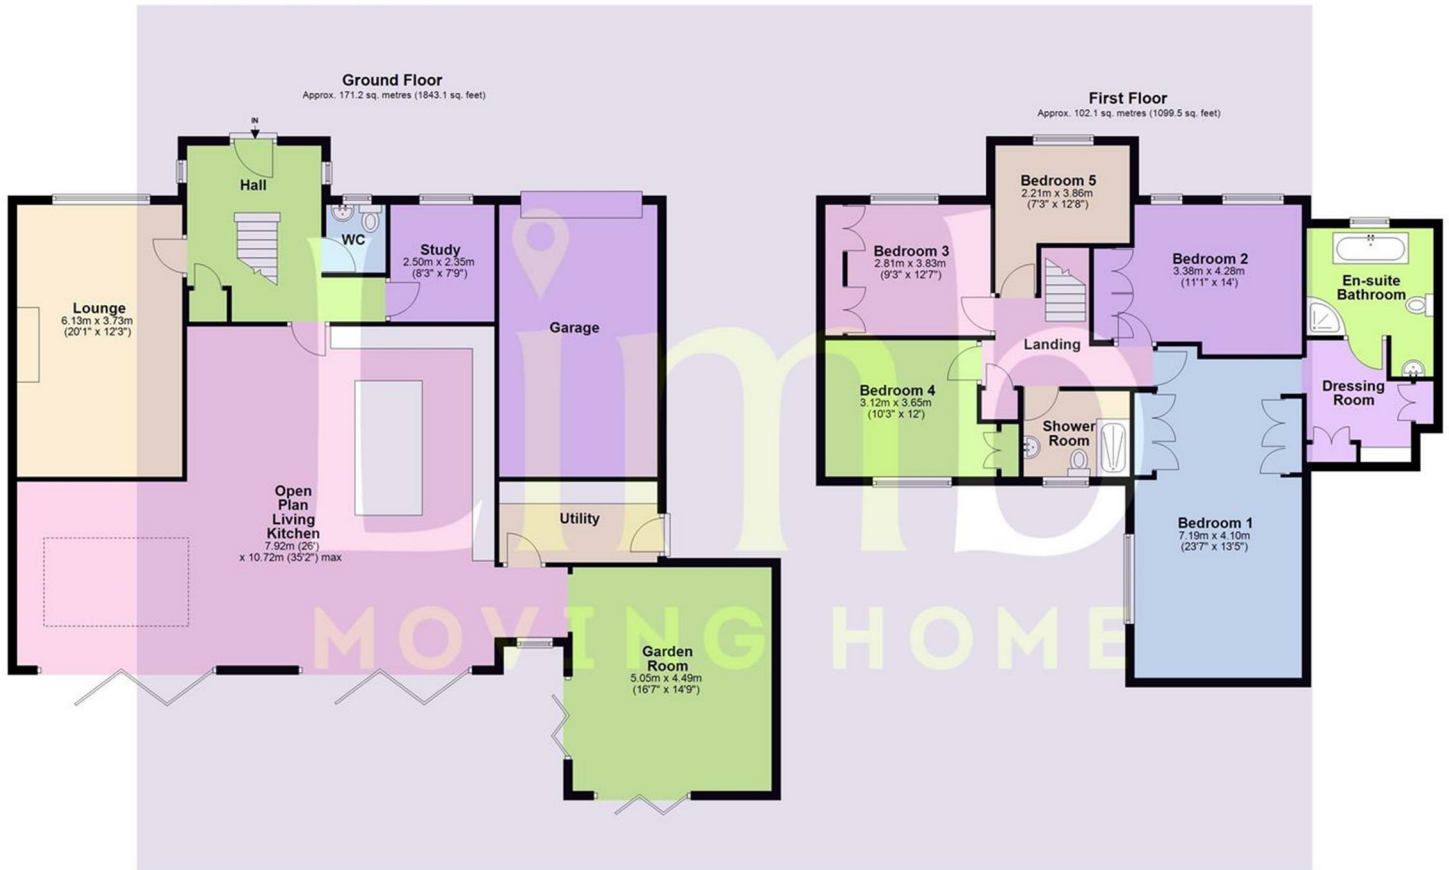 Ground Floor
Approx. 171.2 sq. metres (1843.1 sq. feet)
IN
Hall
WC
Study
2.50m x 2.35m
(8'3" x 7'9")
Lounge
6.13m x 3.73m
(20'1" x 12'3")
Garage
Open
Plan
Living
Kitchen
7.92m (26')
x 10.72m (35'2") max
Utility
Garden
Room
5.05m x 4.49m
(16'7" x 14'9")
First Floor
Approx. 102.1 sq. metres (1099.5 sq. feet)
Bedroom 5
2.21m x 3.86m
(7'3" x 12'8")
Bedroom 3
2.81m x 3.83m
(9'3" x 12'7")
Bedroom 2
3.38m x 4.28m
(11'1" x 14')
En-suite
Bathroom
Landing
Bedroom 4
3.12m x 3.65m
(10'3" x 12')
Dressing
Room
Shower
Room
Bedroom 1
7.19m x 4.10m
(23'7" x 13'5")
Limb
MOVING HOME